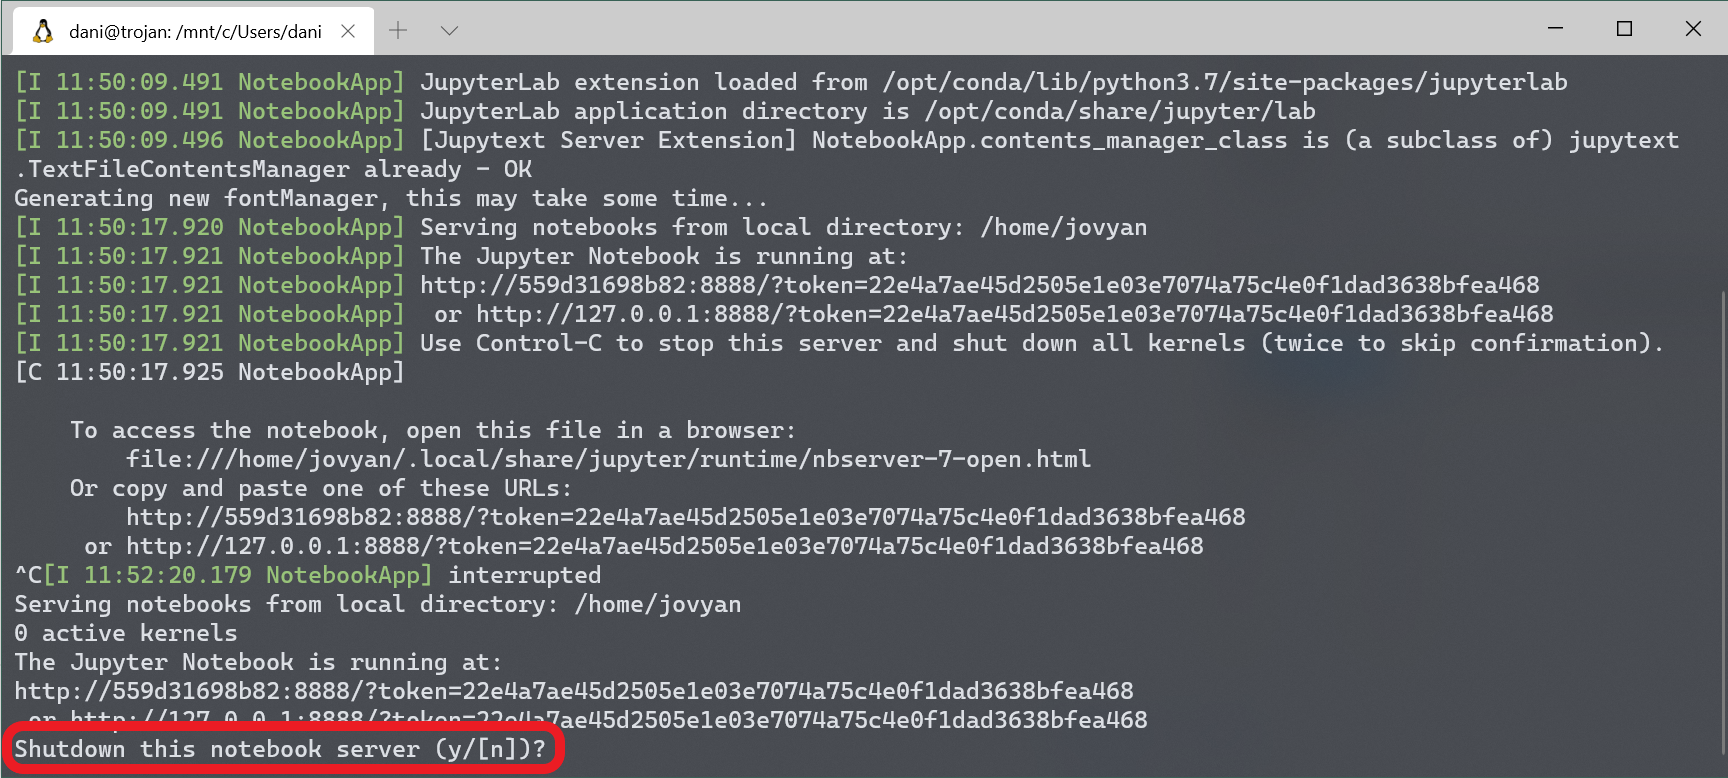 dani@trojan: /mnt/c/Users/dani
[I 11:50:09.491 NotebookApp] JupyterLab extension loaded from /opt/conda/lib/python3.7/site-packages/jupyterlab
[I 11:50:09.491 NotebookApp] JupyterLab application directory is /opt/conda/share/jupyter/lab
[I 11:50:09.496 NotebookApp] [Jupytext Server Extension] NotebookApp.contents_manager_class is (a subclass of) jupytext
.TextFileContentsManager already - OK
Generating new fontManager, this may take some time...
[I 11:50:17.920 NotebookApp] Serving notebooks from local directory: /home/jovyan
[I 11:50:17.921 NotebookApp] The Jupyter Notebook is running at:
[I 11:50:17.921 NotebookApp] http://559d31698b82:8888/?token=22e4a7ae45d2505e1e03e7074a75c4e0f1dad3638bfea468
[I 11:50:17.921 NotebookApp]  or http://127.0.0.1:8888/?token=22e4a7ae45d2505e1e03e7074a75c4e0f1dad3638bfea468
[I 11:50:17.921 NotebookApp] Use Control-C to stop this server and shut down all kernels (twice to skip confirmation).
[C 11:50:17.925 NotebookApp]
To access the notebook, open this file in a browser:
file:///home/jovyan/.local/share/jupyter/runtime/nbserver-7-open.html
Or copy and paste one of these URLs:
http://559d31698b82:8888/?token=22e4a7ae45d2505e1e03e7074a75c4e0f1dad3638bfea468
or http://127.0.0.1:8888/?token=22e4a7ae45d2505e1e03e7074a75c4e0f1dad3638bfea468
^C[I 11:52:20.179 NotebookApp] interrupted
Serving notebooks from local directory: /home/jovyan
0 active kernels
The Jupyter Notebook is running at:
http://559d31698b82:8888/?token=22e4a7ae45d2505e1e03e7074a75c4e0f1dad3638bfea468
or http://127.0.0.1:8888/?token=22e4a7ae45d2505e1e03e7074a75c4e0f1dad3638bfea468
Shutdown this notebook server (y/[n])?